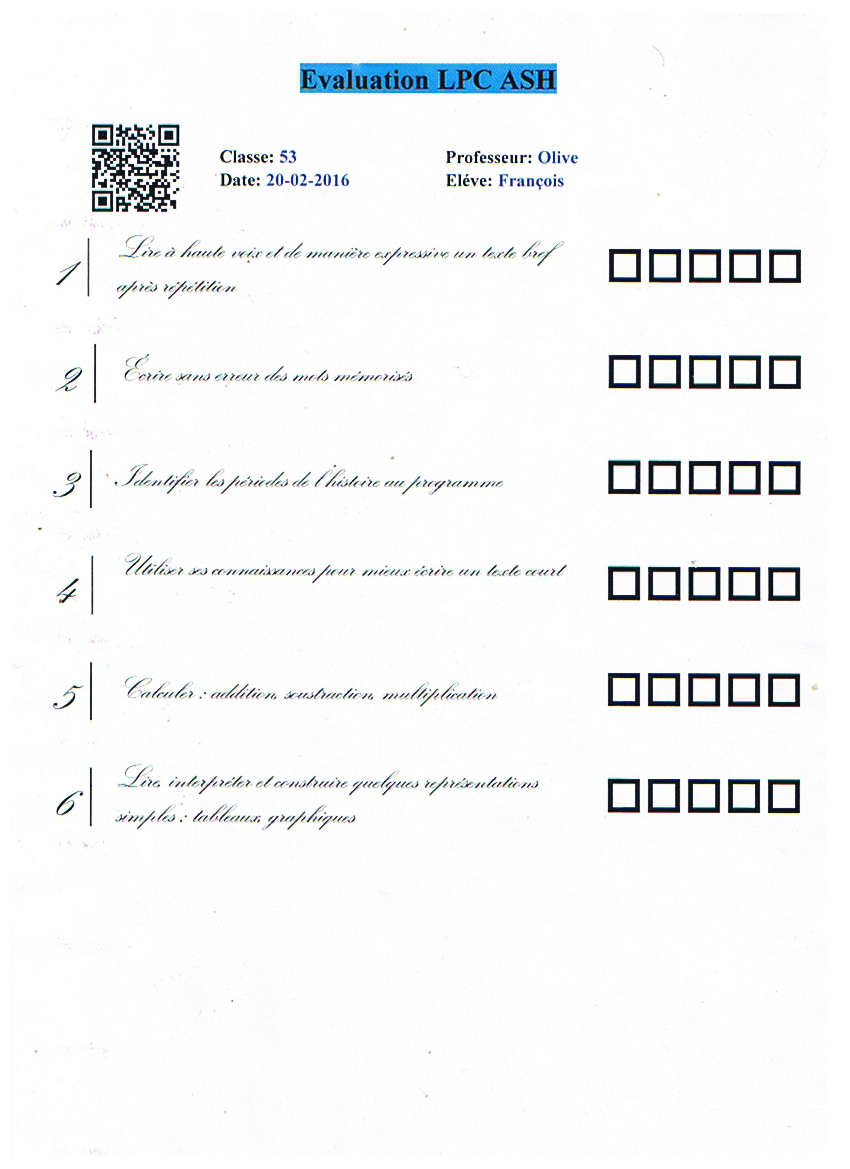 Evaluation LPC ASH
Classe: 53
Professeur: Olive
Date: 20-02-2016
Eléve: François
1
Lire à haute voix et de manière expressive un texte bref
après répétition
2
Écrire sans erreur des mots mémorisés
3
Identifier les périodes de l'histoire au programme
4
Utiliser ses connaissances pour mieux écrire un texte court
5
Calculer : addition, soustraction, multiplication
6
Lire, interpréter et construire quelques représentations
simples : tableaux, graphiques